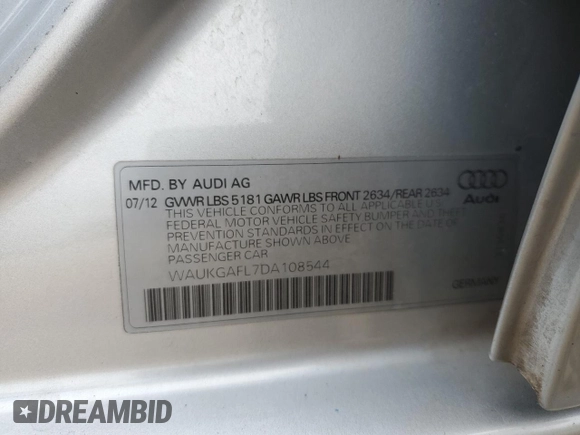 MFD. BY AUDI AG
07/12 GVWR LBS 5181 GAWR LBS FRONT 2634/REAR 2634
THIS VEHICLE CONFORMS TO ALL APPLICABLE U.S.
FEDERAL MOTOR VEHICLE SAFETY BUMPER AND THEFT
PREVENTION STANDARDS IN EFFECT ON THE DATE OF
MANUFACTURE SHOWN ABOVE.
PASSENGER CAR
WAUKGAFL7DA108544
Audi
GERMANY
DREAMBID